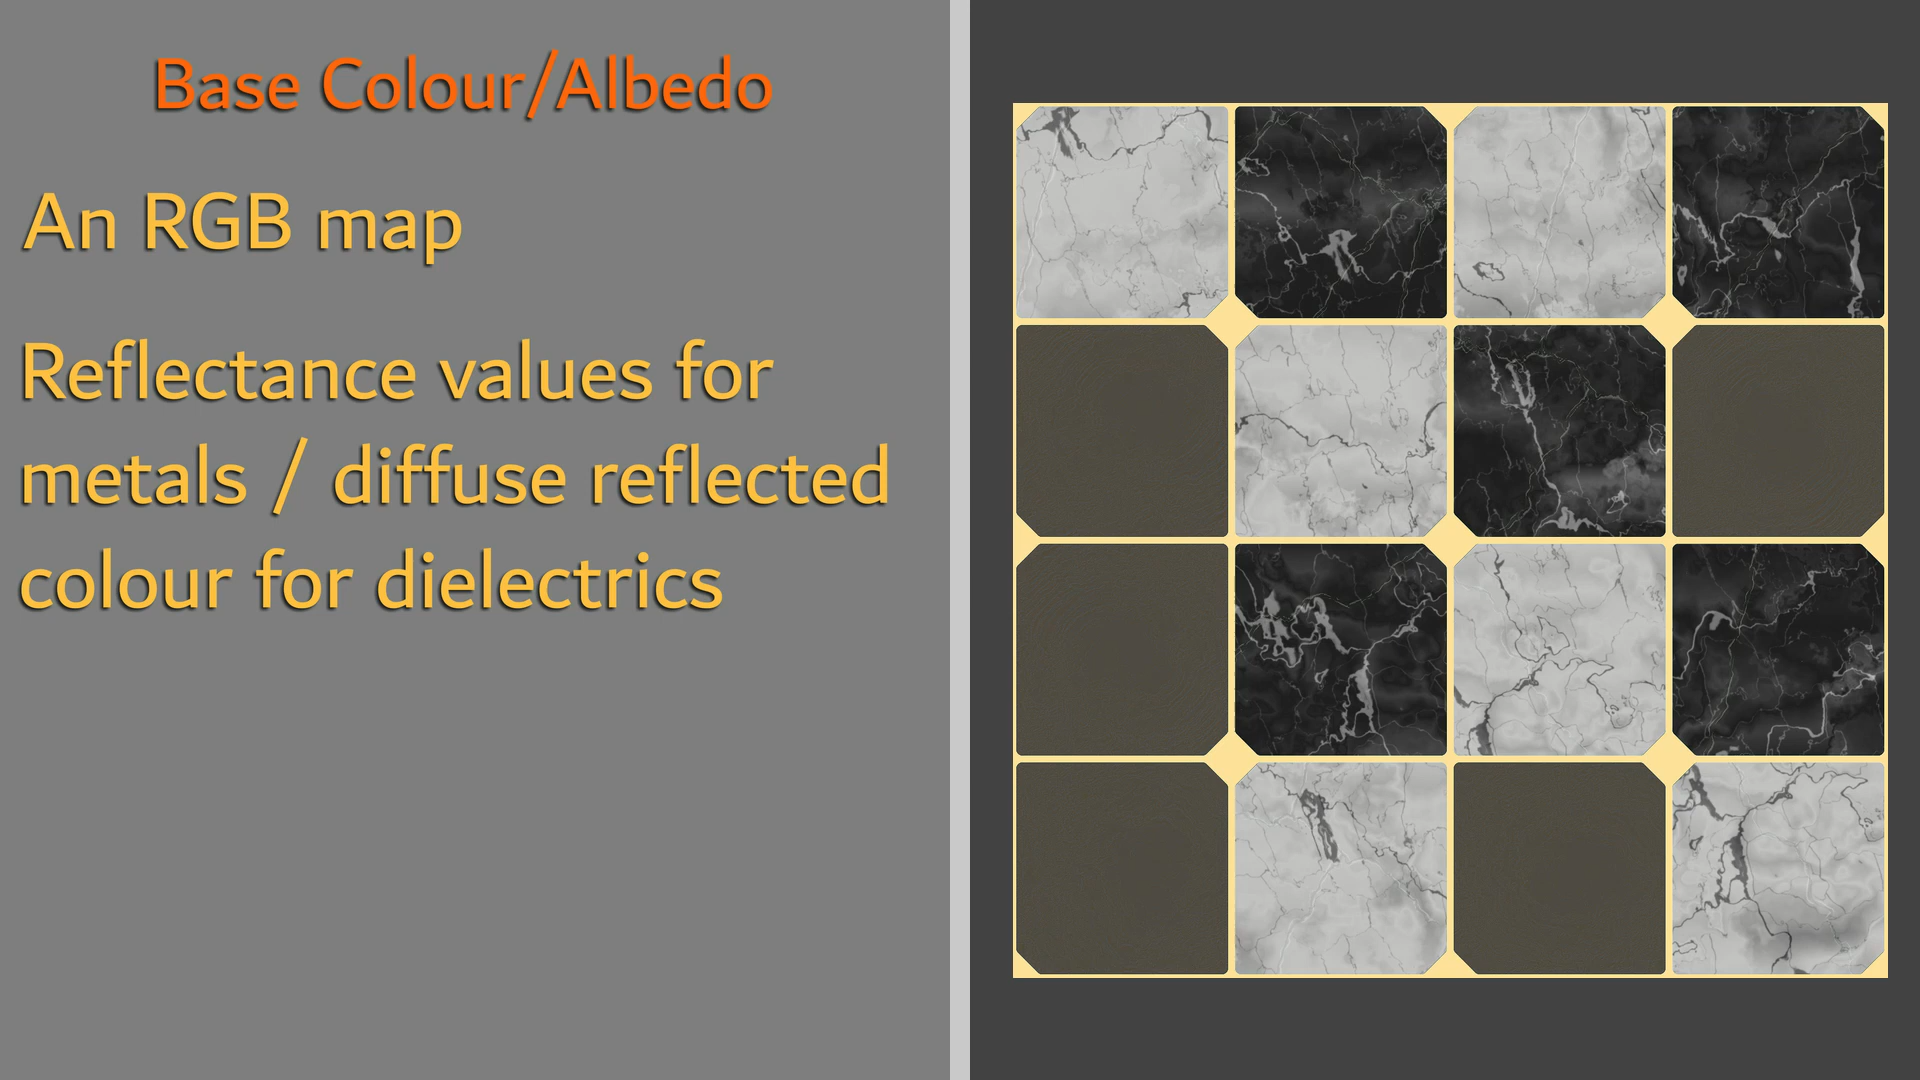 Base Colour/Albedo
An RGB map
Reflectance values for
metals / diffuse reflected
colour for dielectrics